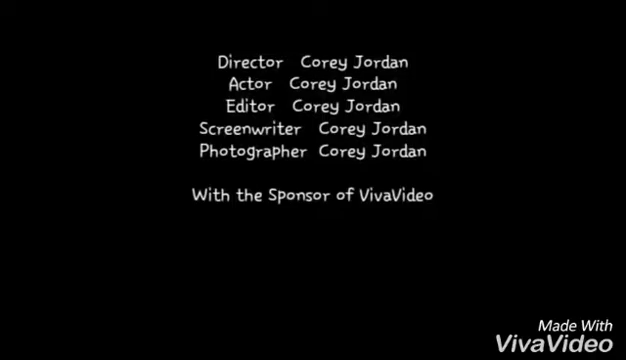 Director Corey Jordan
Actor Corey Jordan
Editor Corey Jordan
Screenwriter Corey Jordan
Photographer Corey Jordan
With the Sponsor of VivaVideo
Made With
VivaVideo